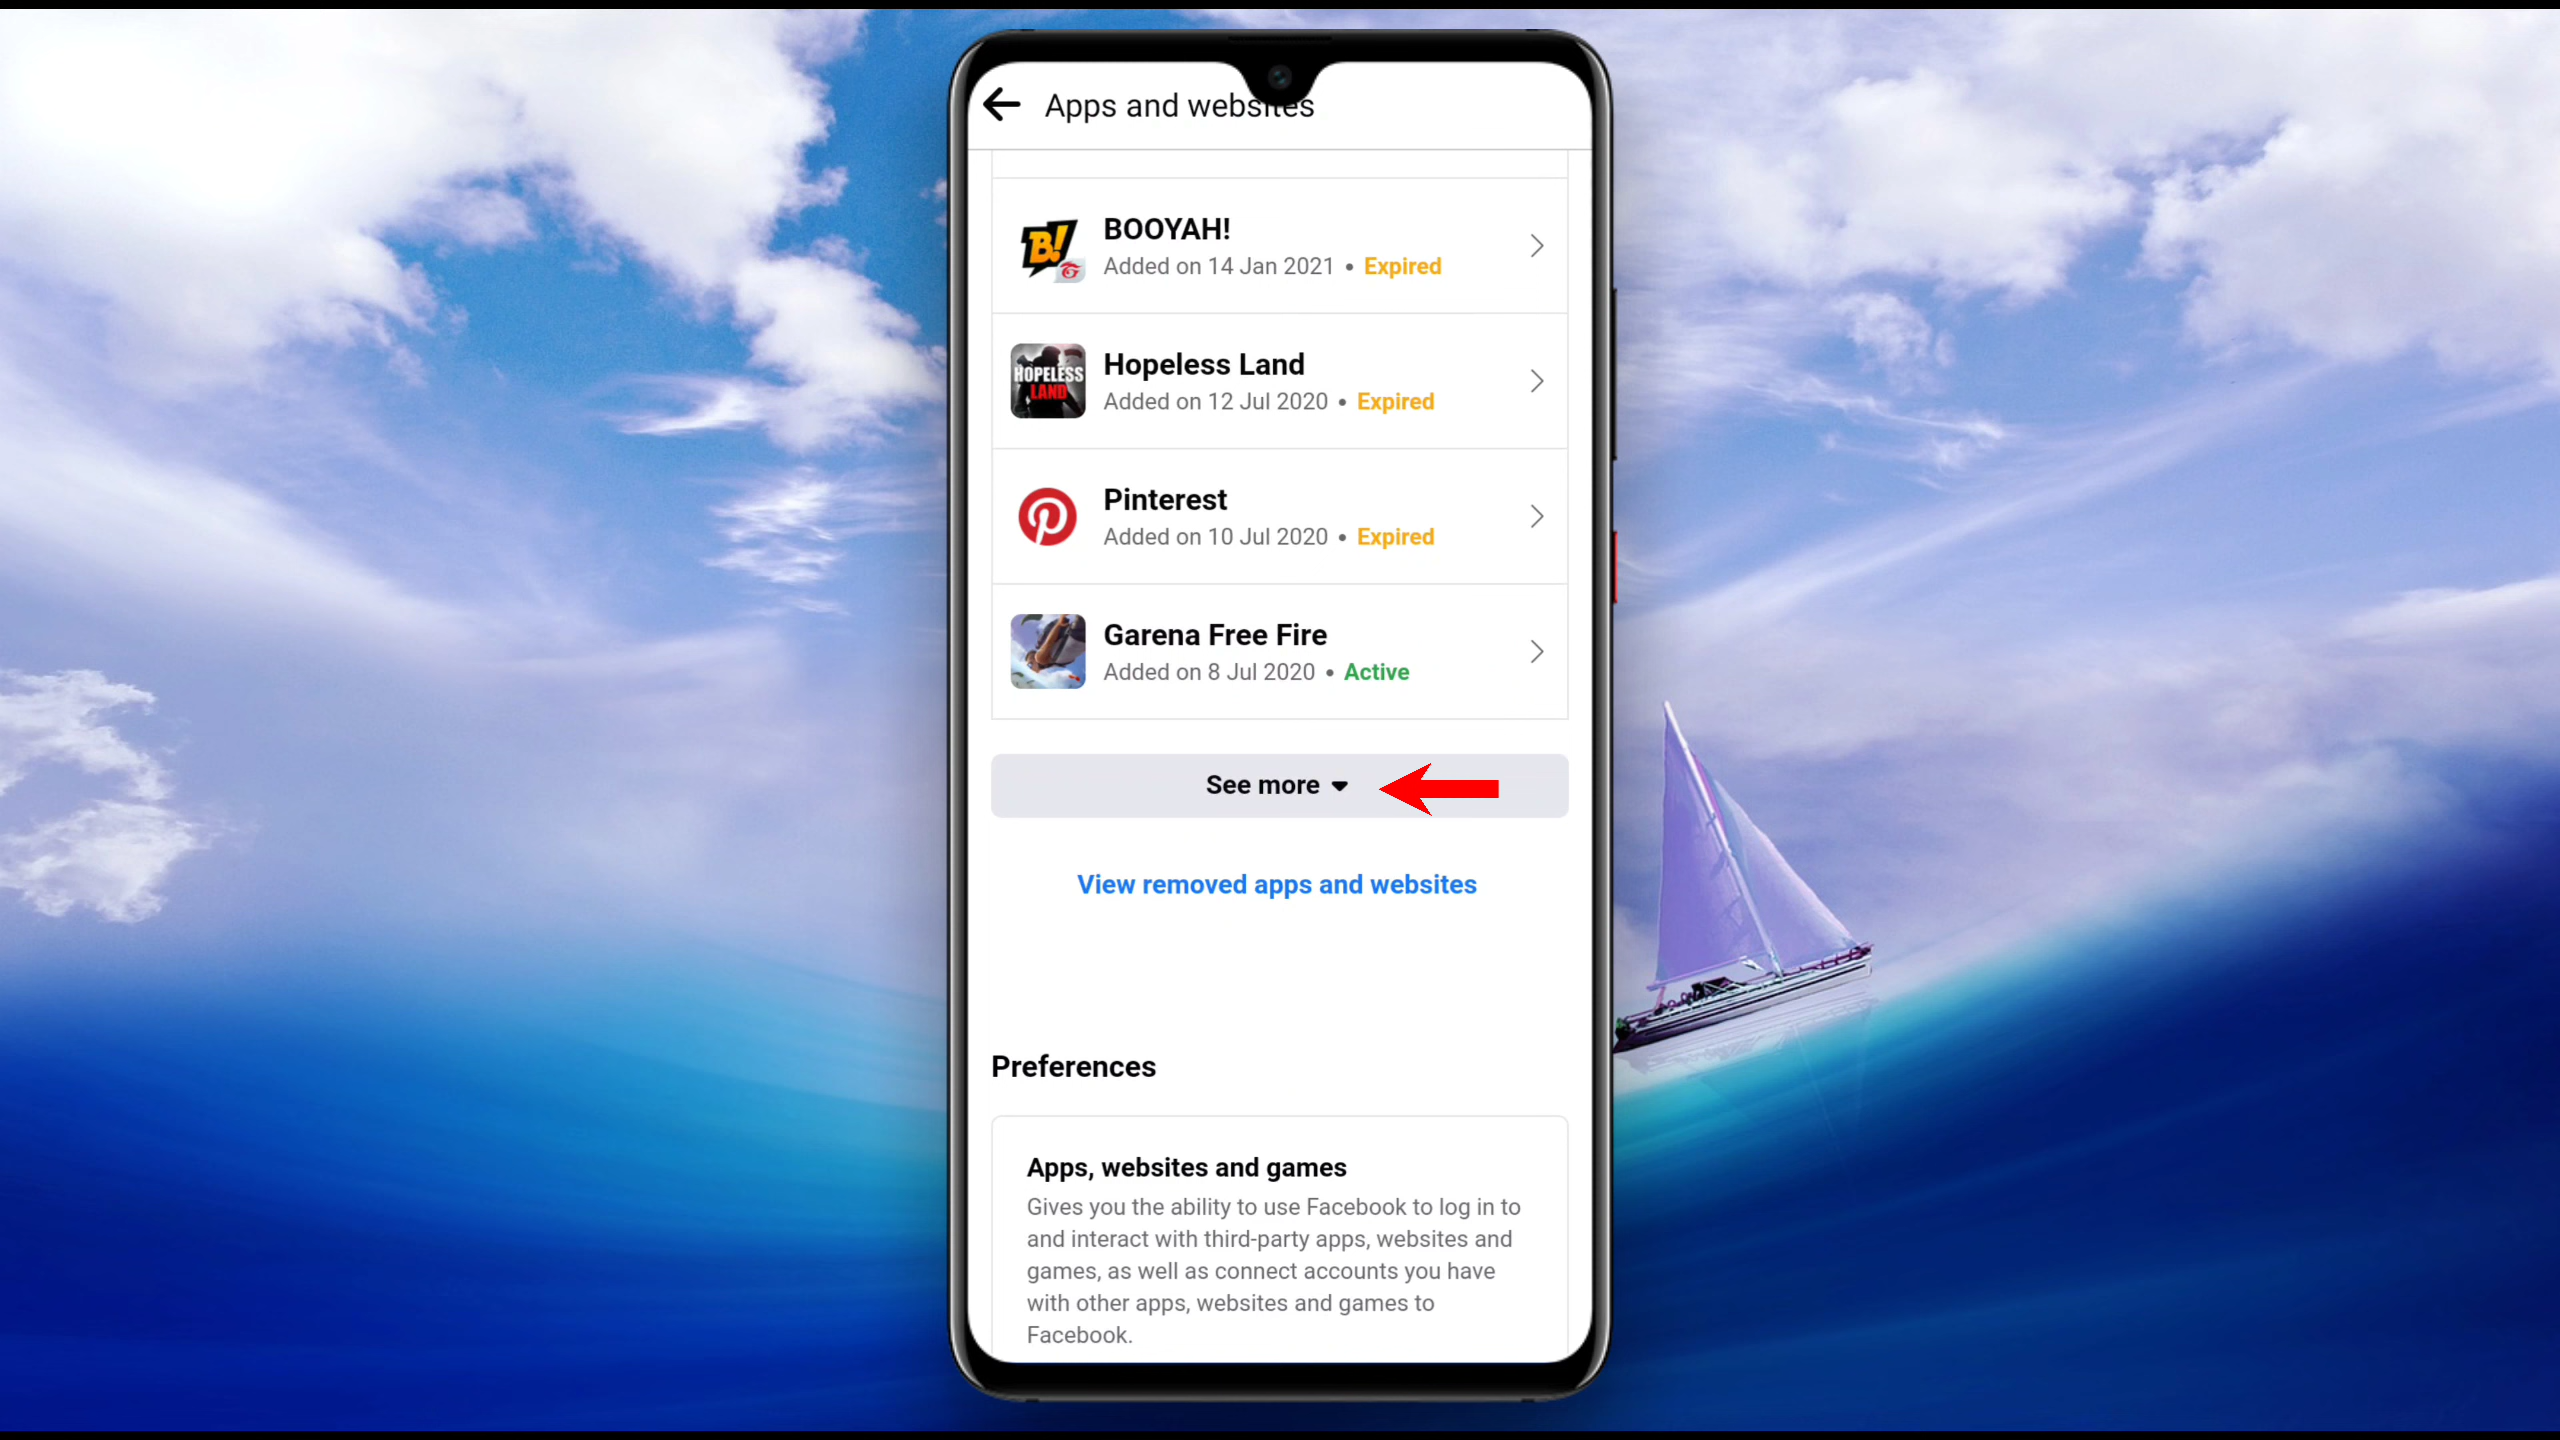 Apps and websites
BOOYAH!
Added on 14 Jan 2021 • Expired
HOPELESS
LAND
Hopeless Land
Added on 12 Jul 2020 • Expired
Pinterest
Added on 10 Jul 2020 • Expired
Garena Free Fire
Added on 8 Jul 2020 • Active
See more
View removed apps and websites
Preferences
Apps, websites and games
Gives you the ability to use Facebook to log in to
and interact with third-party apps, websites and
games, as well as connect accounts you have
with other apps, websites and games to
Facebook.